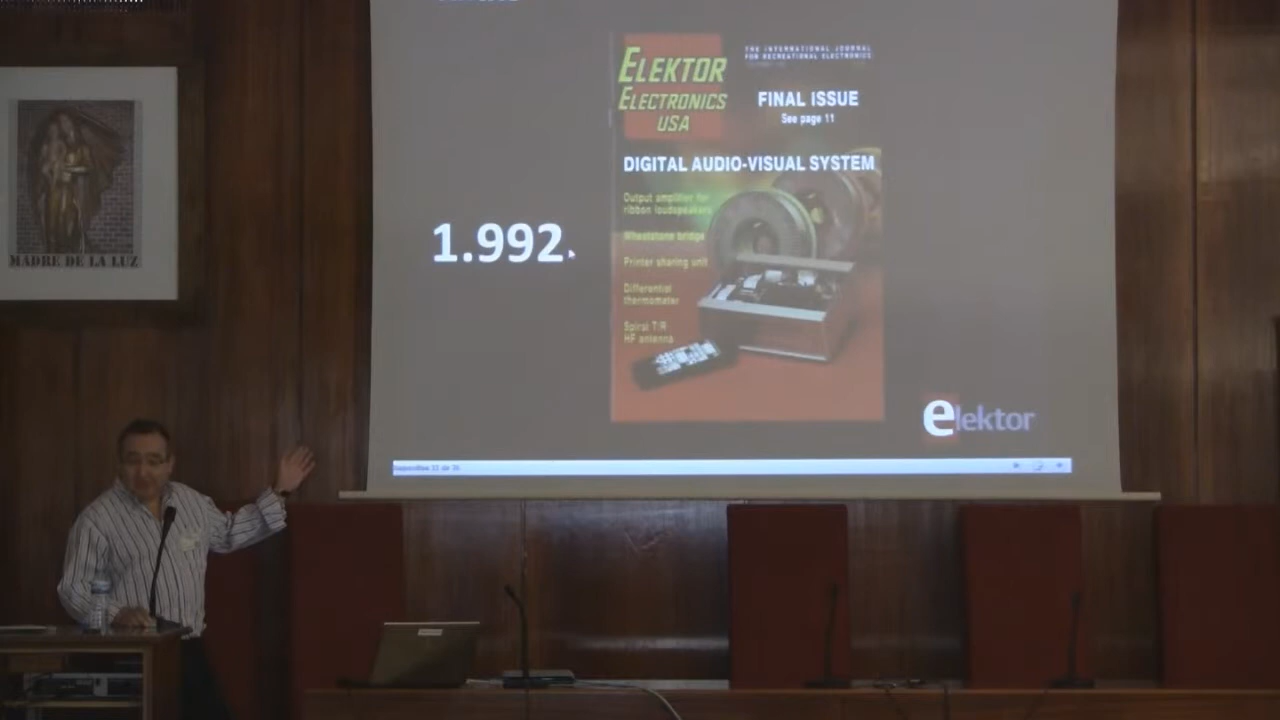 MADRE DE LA LUZ
1.992
ELEKTOR
ELECTRONICS
USA
THE INTERNATIONAL JOURNAL
FOR RECREATIONAL ELECTRONICS
FINAL ISSUE
See page 11
DIGITAL AUDIO-VISUAL SYSTEM
Output amplifier for
ribbon loudspeakers
Wheatstone bridge
Printer sharing unit
Differential
thermometer
Spiral T/R
HF antenna
elektor